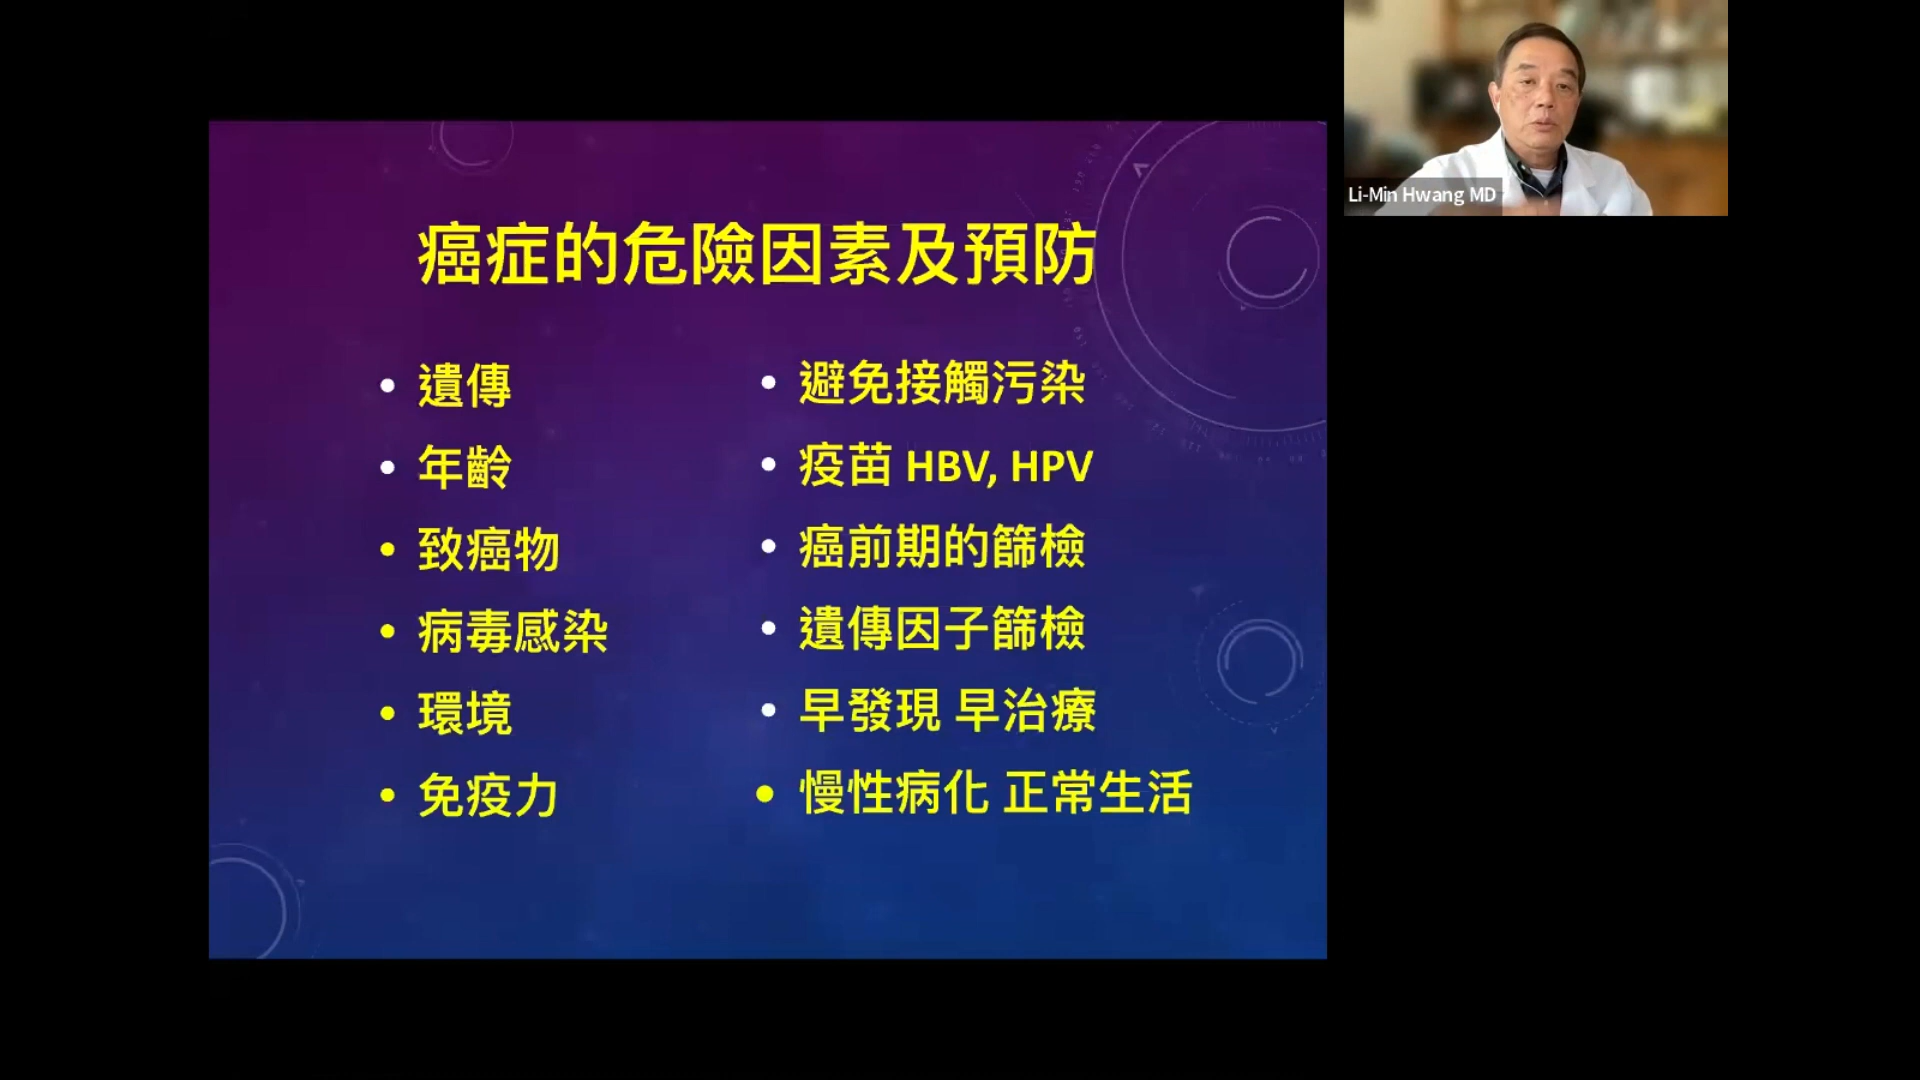 癌症的危險因素及預防
• 遺傳
• 年齡
• 致癌物
• 病毒感染
• 環境
• 免疫力
• 避免接觸污染
• 疫苗 HBV, HPV
• 癌前期的篩檢
• 遺傳因子篩檢
• 早發現 早治療
• 慢性病化 正常生活
Li-Min Hwang MD